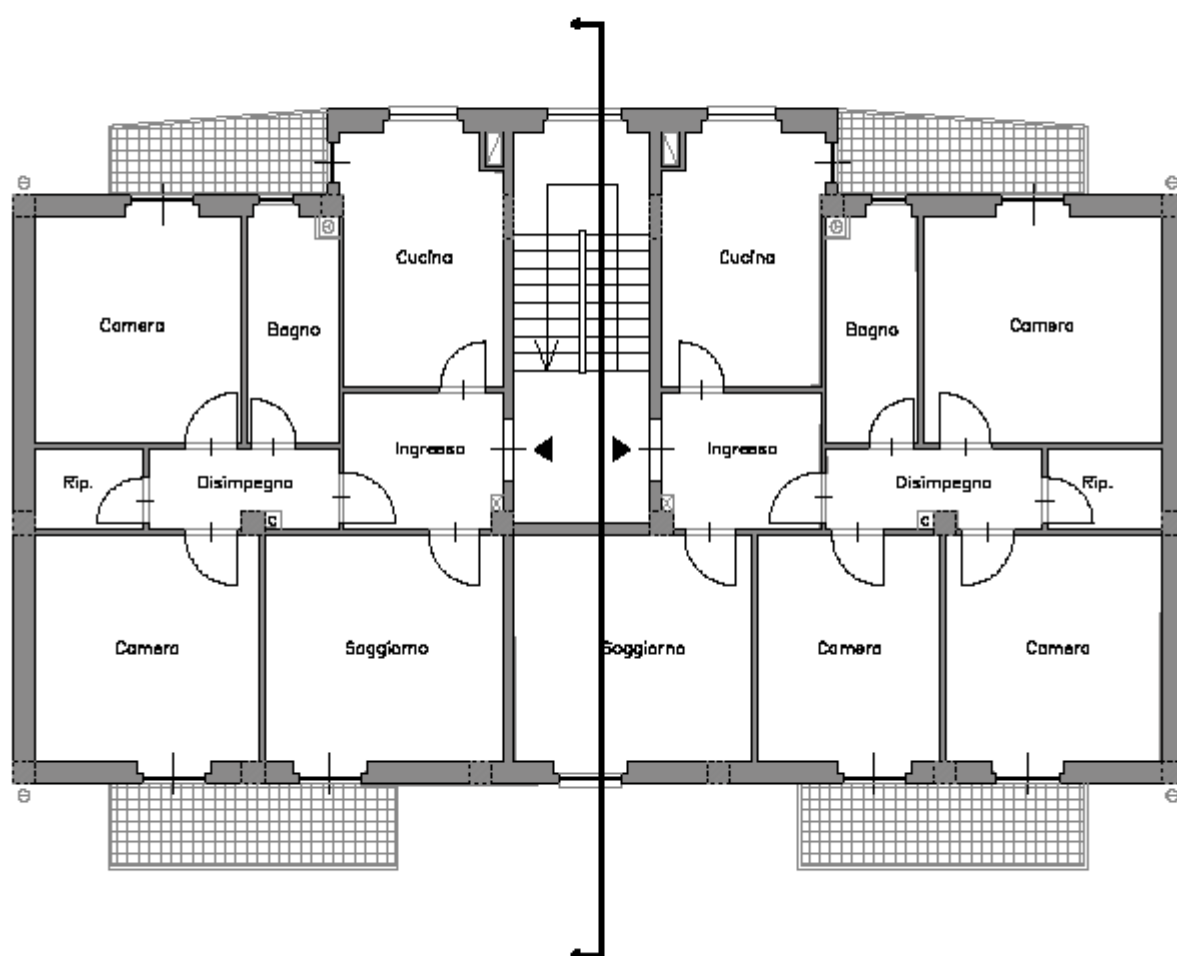 Cucina
Cucina
Camera
Bagno
Bagno
Camera
Rip.
Disimpegno
Ingresso
Ingresso
Disimpegno
Rip.
C
C
Camera
Soggiorno
Soggiorno
Camera
Camera